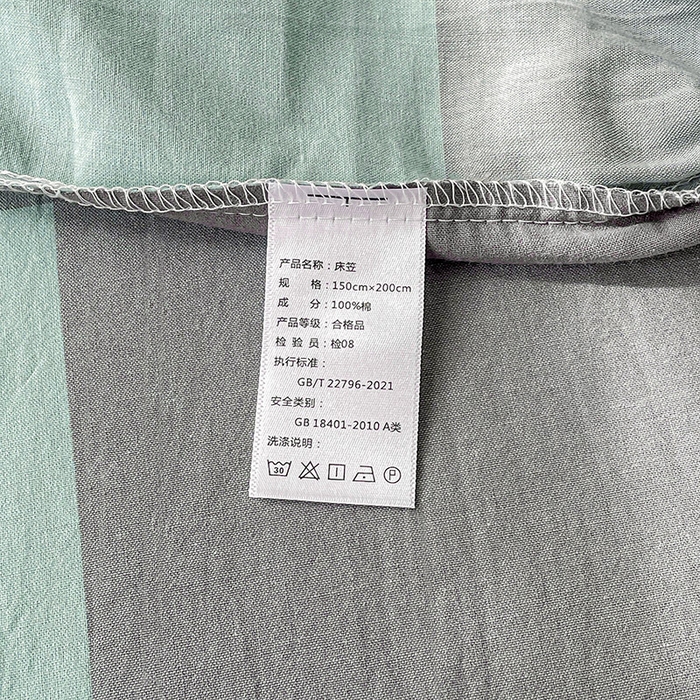 产品名称：床笠
规 格：150cm×200cm
成 分：100%棉
产品等级：合格品
检 验 员：检08
执行标准：
GB/T 22796-2021
安全类别：
GB 18401-2010 A类
洗涤说明：
30 P